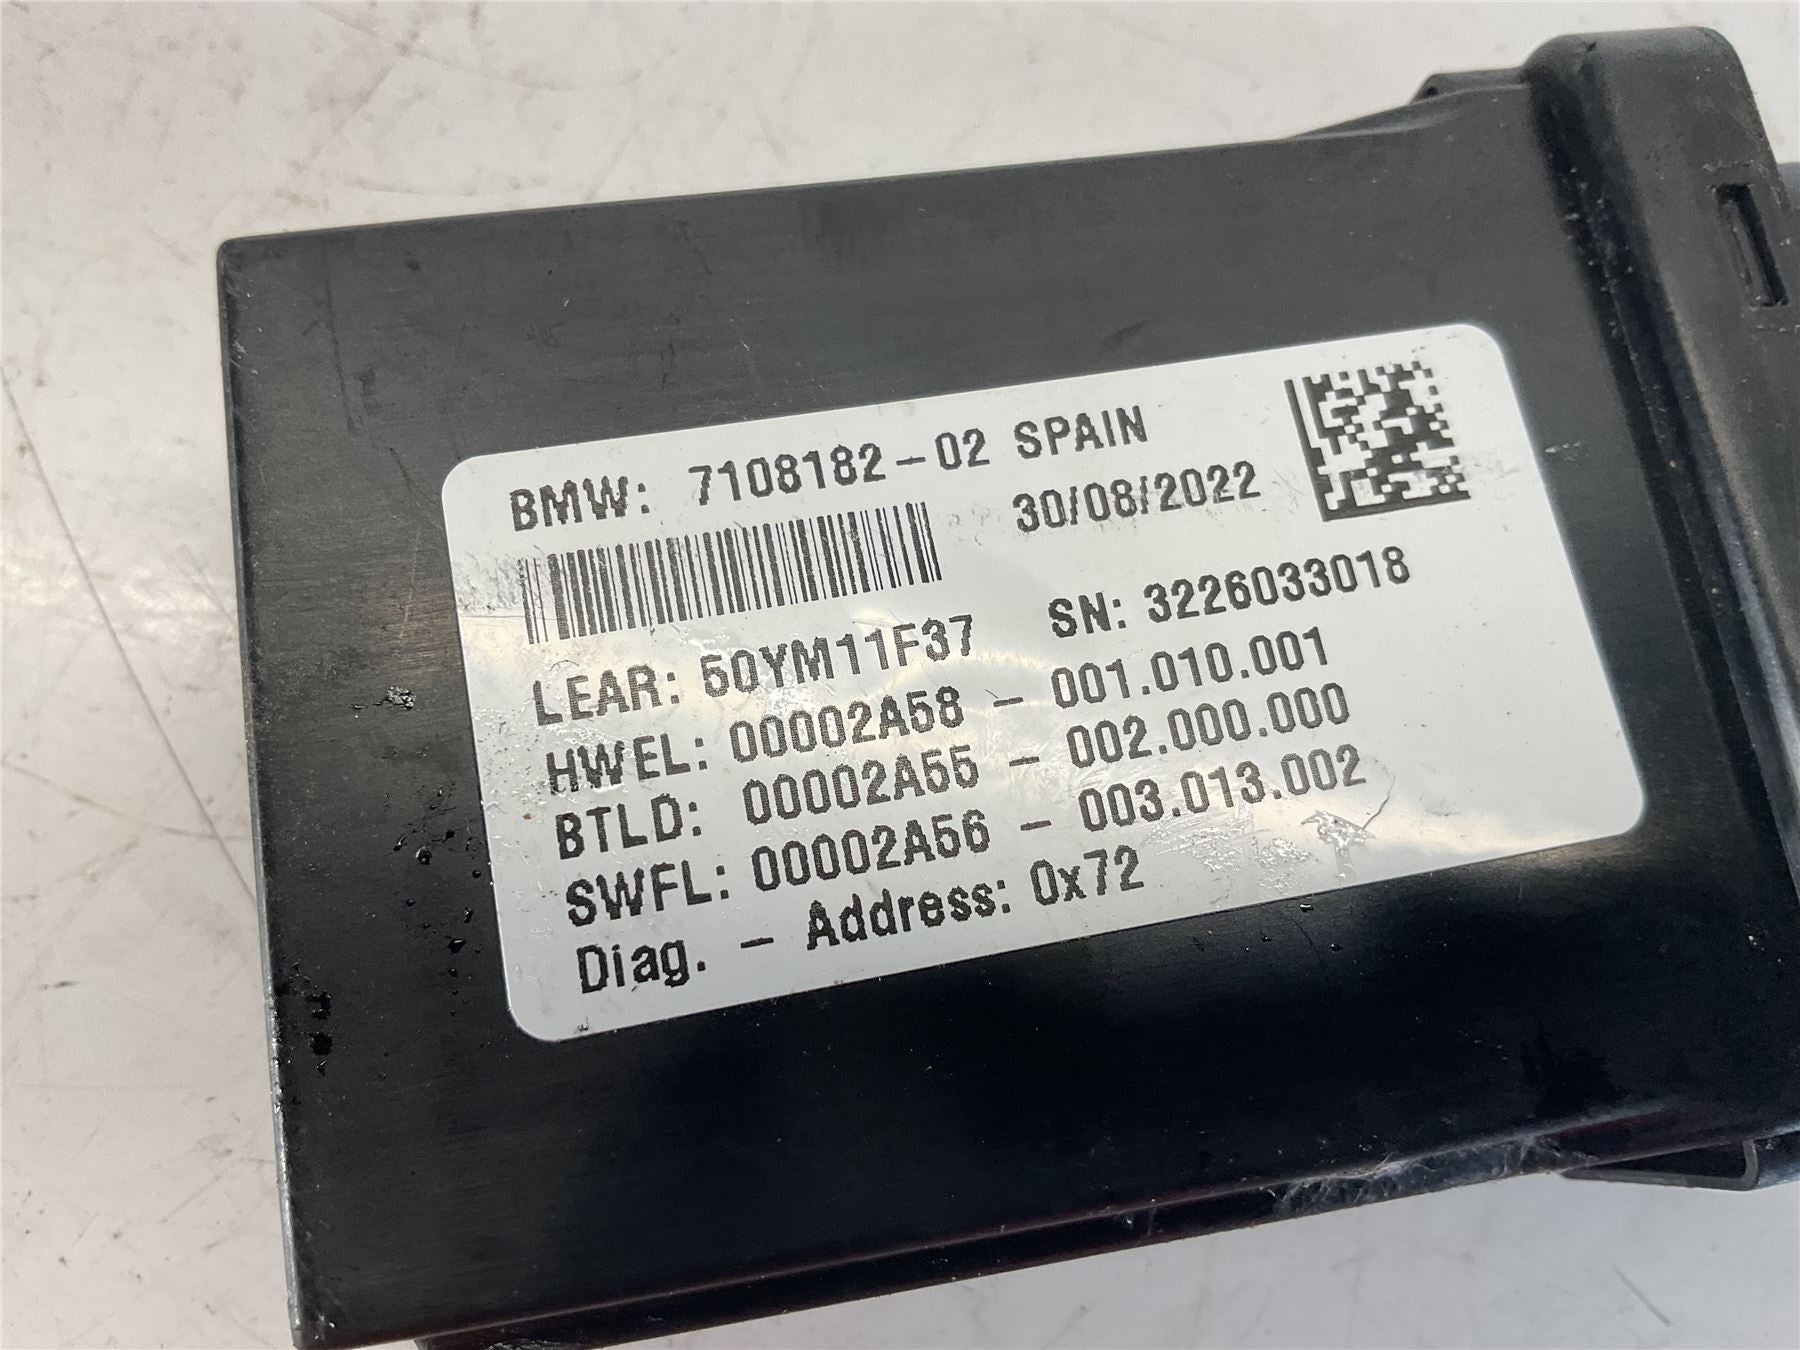 BMW: 7108182-02 SPAIN
30/08/2022
LEAR: 50YM11F37 SN: 3226033018
HWEL: 00002A58 - 001.010.001
BTLD: 00002A55 - 002.000.000
SWFL: 00002A56 - 003.013.002
Diag. - Address: 0x72